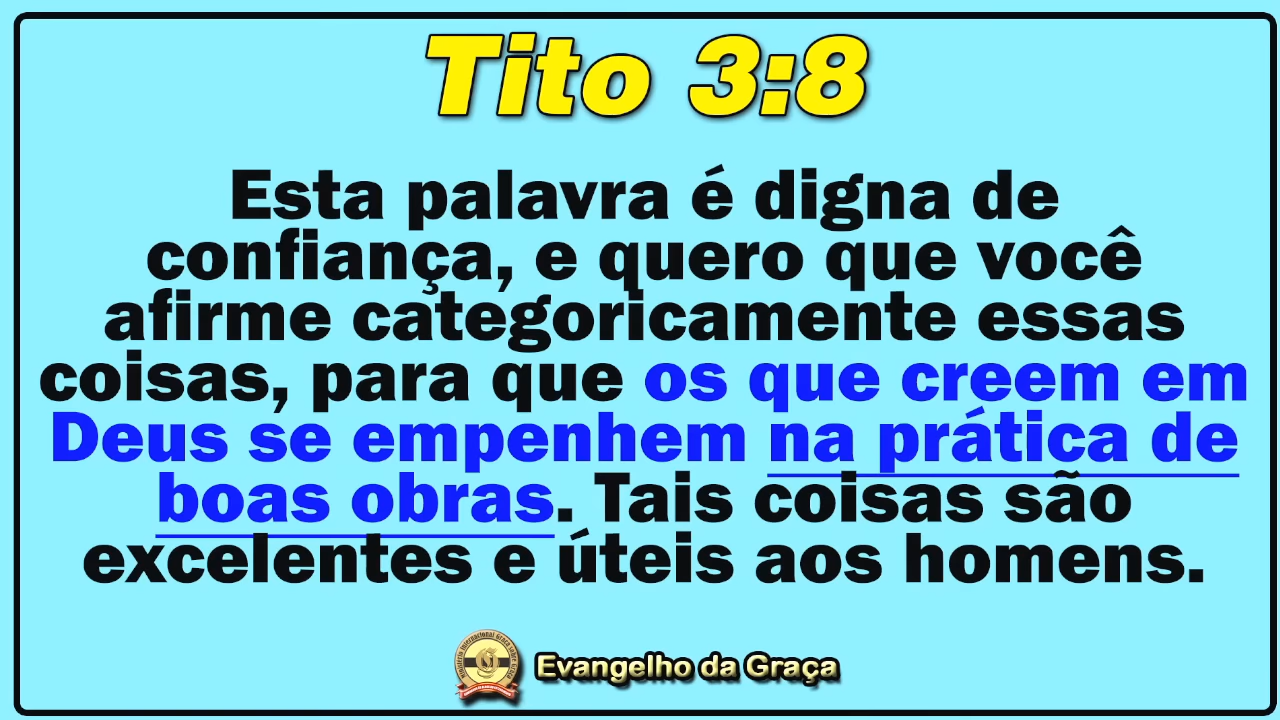 Tito 3:8
Esta palavra é digna de
confiança, e quero que você
afirme categoricamente essas
coisas, para que os que creem em
Deus se empenhem na prática de
boas obras. Tais coisas são
excelentes e úteis aos homens.
Evangelho da Graça